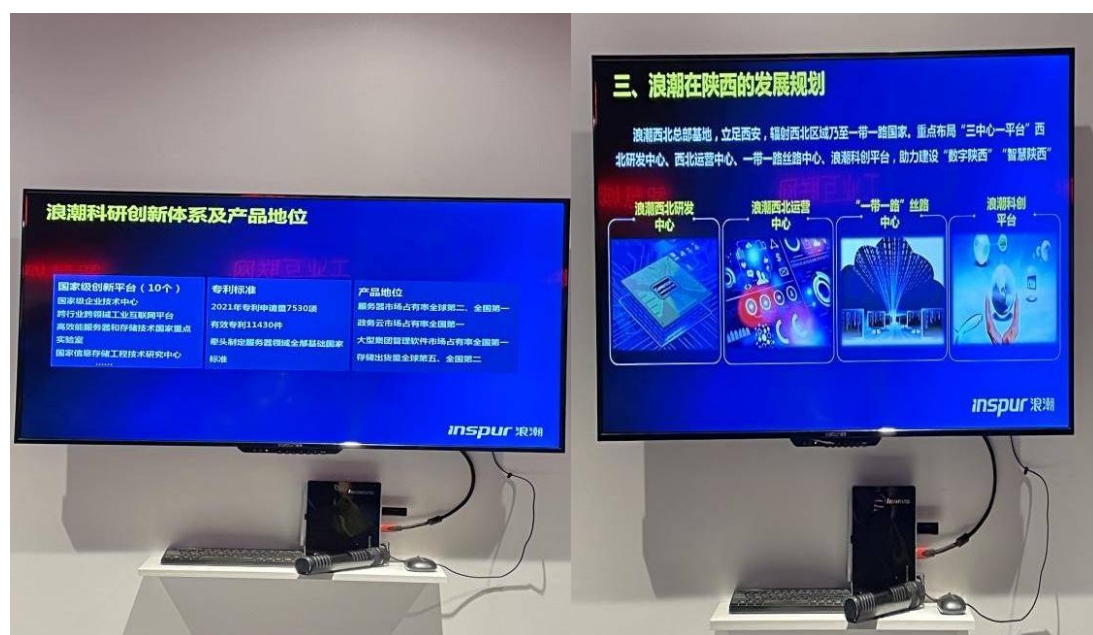 浪潮科研创新体系及产品地位
国家级创新平台（10个）
国家级企业技术中心
跨行业跨领域工业互联网平台
高效能服务器和存储技术国家重点
实验室
国家信息存储工程技术研究中心
……
专利标准
2021年专利申请量7530项
有效专利11430件
牵头制定服务器领域全部基础国家
标准
产品地位
服务器市场占有率全球第二、全国第一
政务云市场占有率全国第一
大型集团管理软件市场占有率全国第一
存储出货量全球第五、全国第二
inspur 浪潮
三、浪潮在陕西的发展规划
浪潮西北总部基地，立足西安，辐射西北区域乃至一带一路国家。重点布局“三中心一平台”西
北研发中心、西北运营中心、一带一路丝路中心、浪潮科创平台，助力建设“数字陕西”“智慧陕西”
浪潮西北研发
中心
浪潮西北运营
中心
“一带一路”丝路
中心
浪潮科创
平台
inspur 浪潮